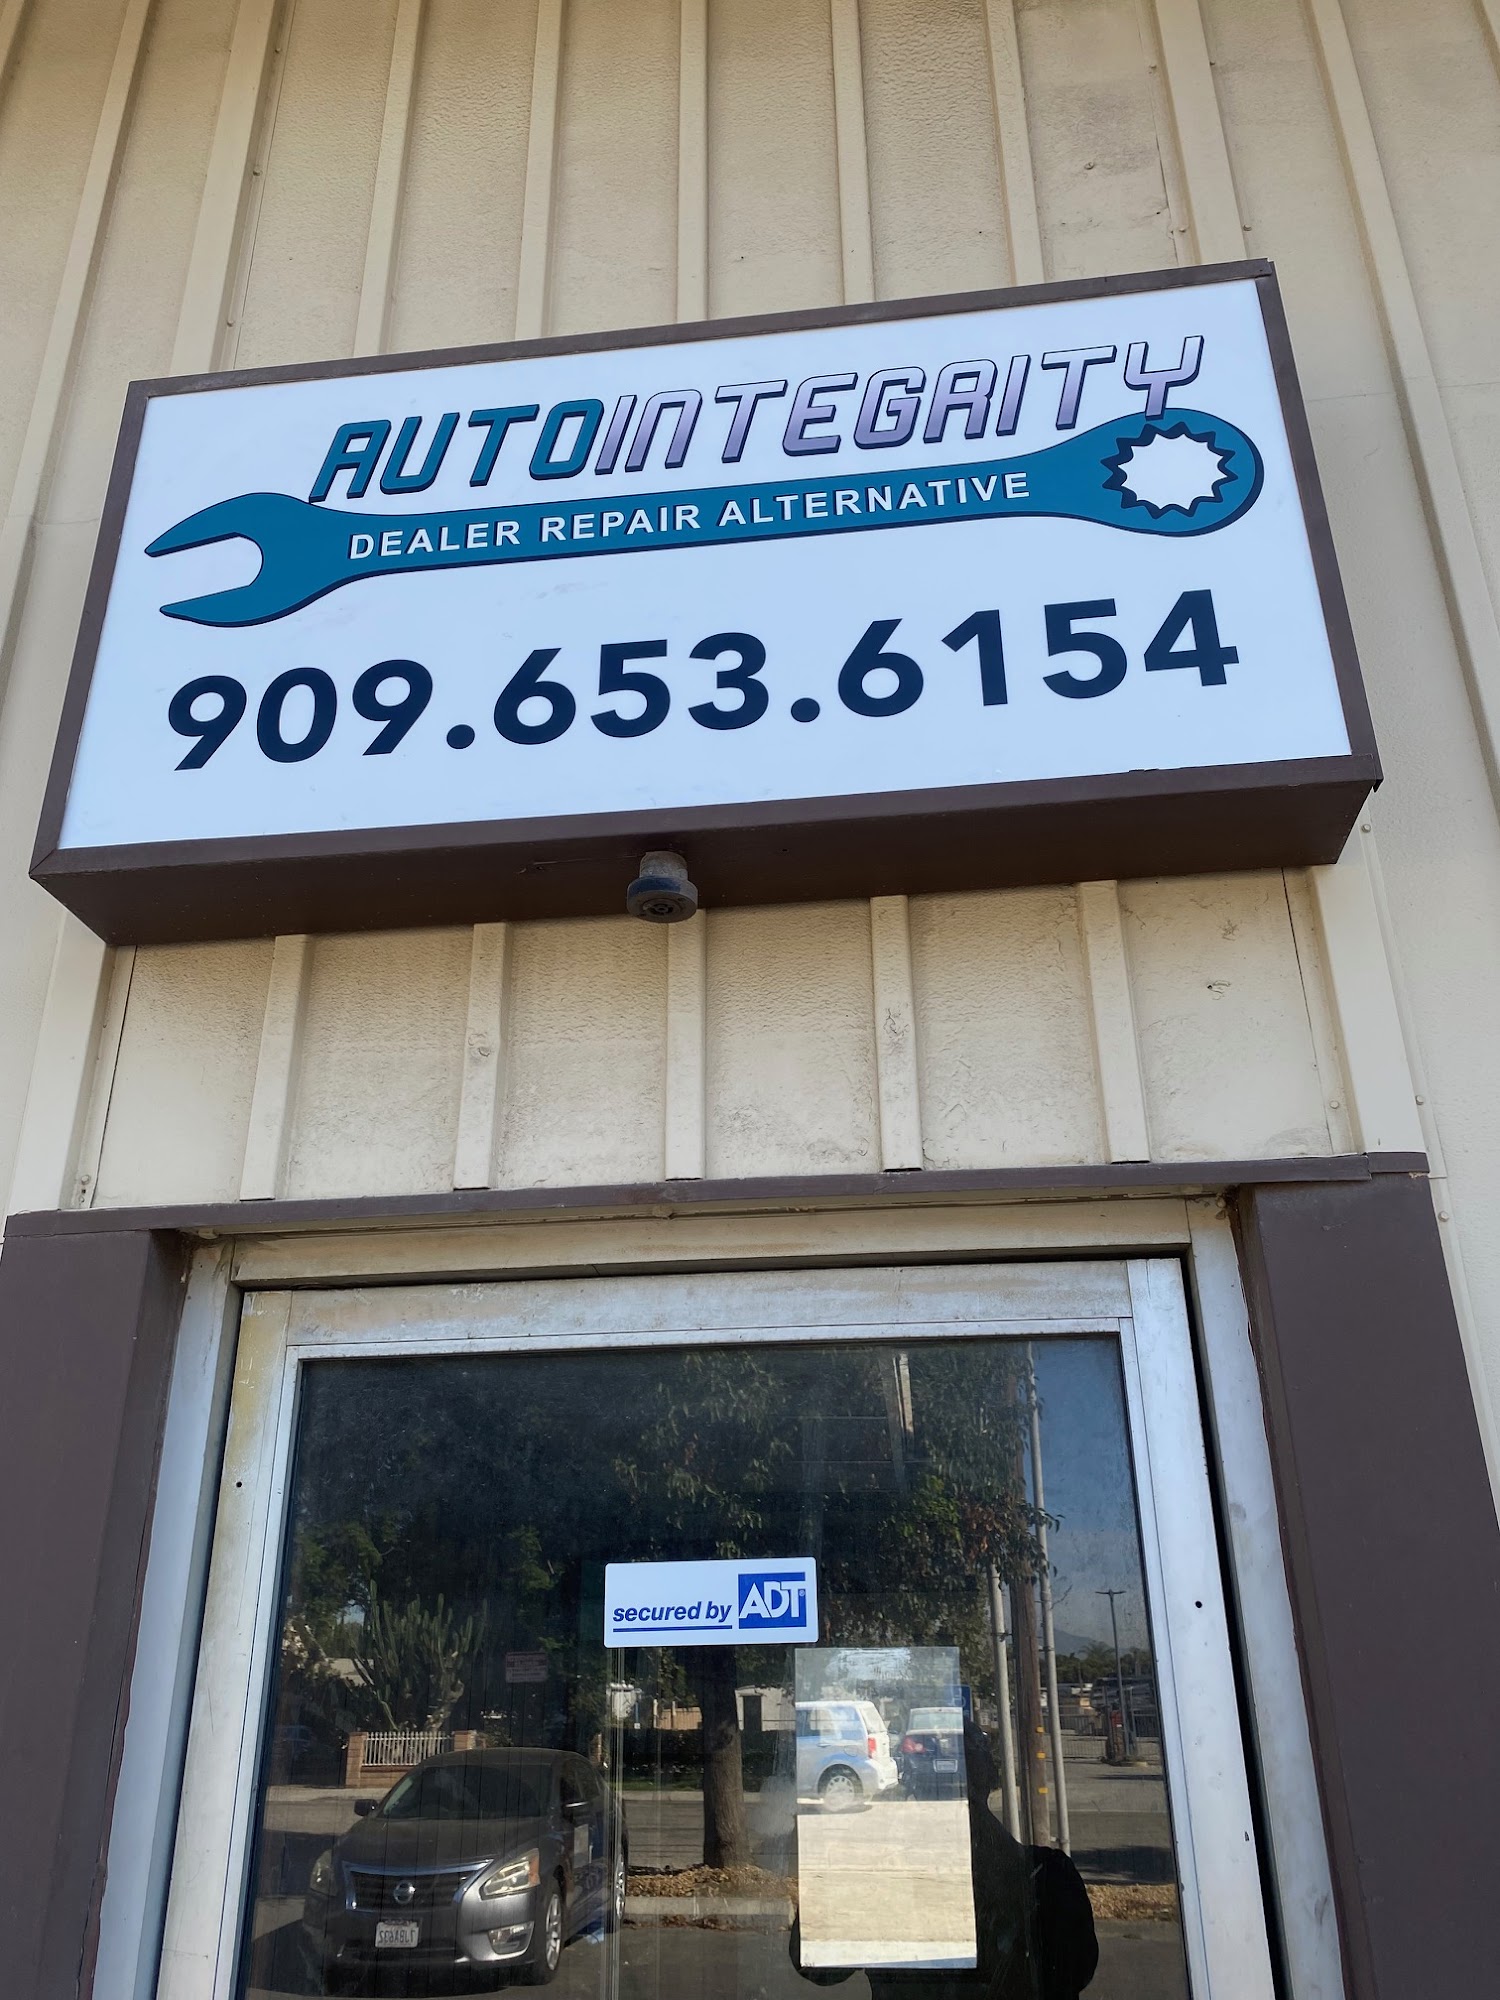 AUTOINTEGRITY
DEALER REPAIR ALTERNATIVE
909.653.6154
secured by ADT